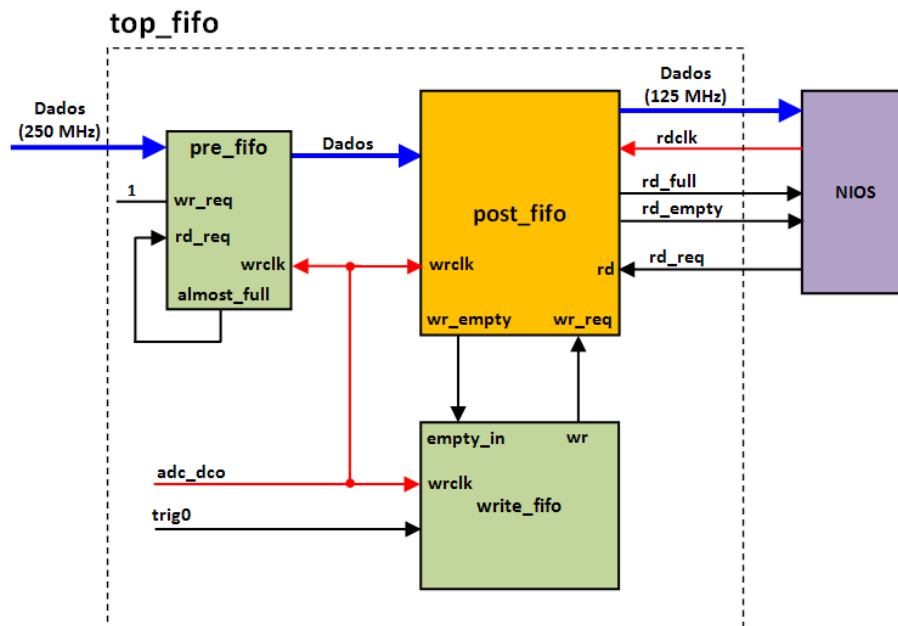 top_fifo
Dados
(250 MHz)
pre_fifo
1
wr_req
rd_req
wrclk
almost_full
Dados
post_fifo
wrclk
rd
wr_empty
wr_req
Dados
(125 MHz)
rdclk
rd_full
rd_empty
rd_req
NIOS
empty_in
wr
wrclk
write_fifo
adc_dco
trig0